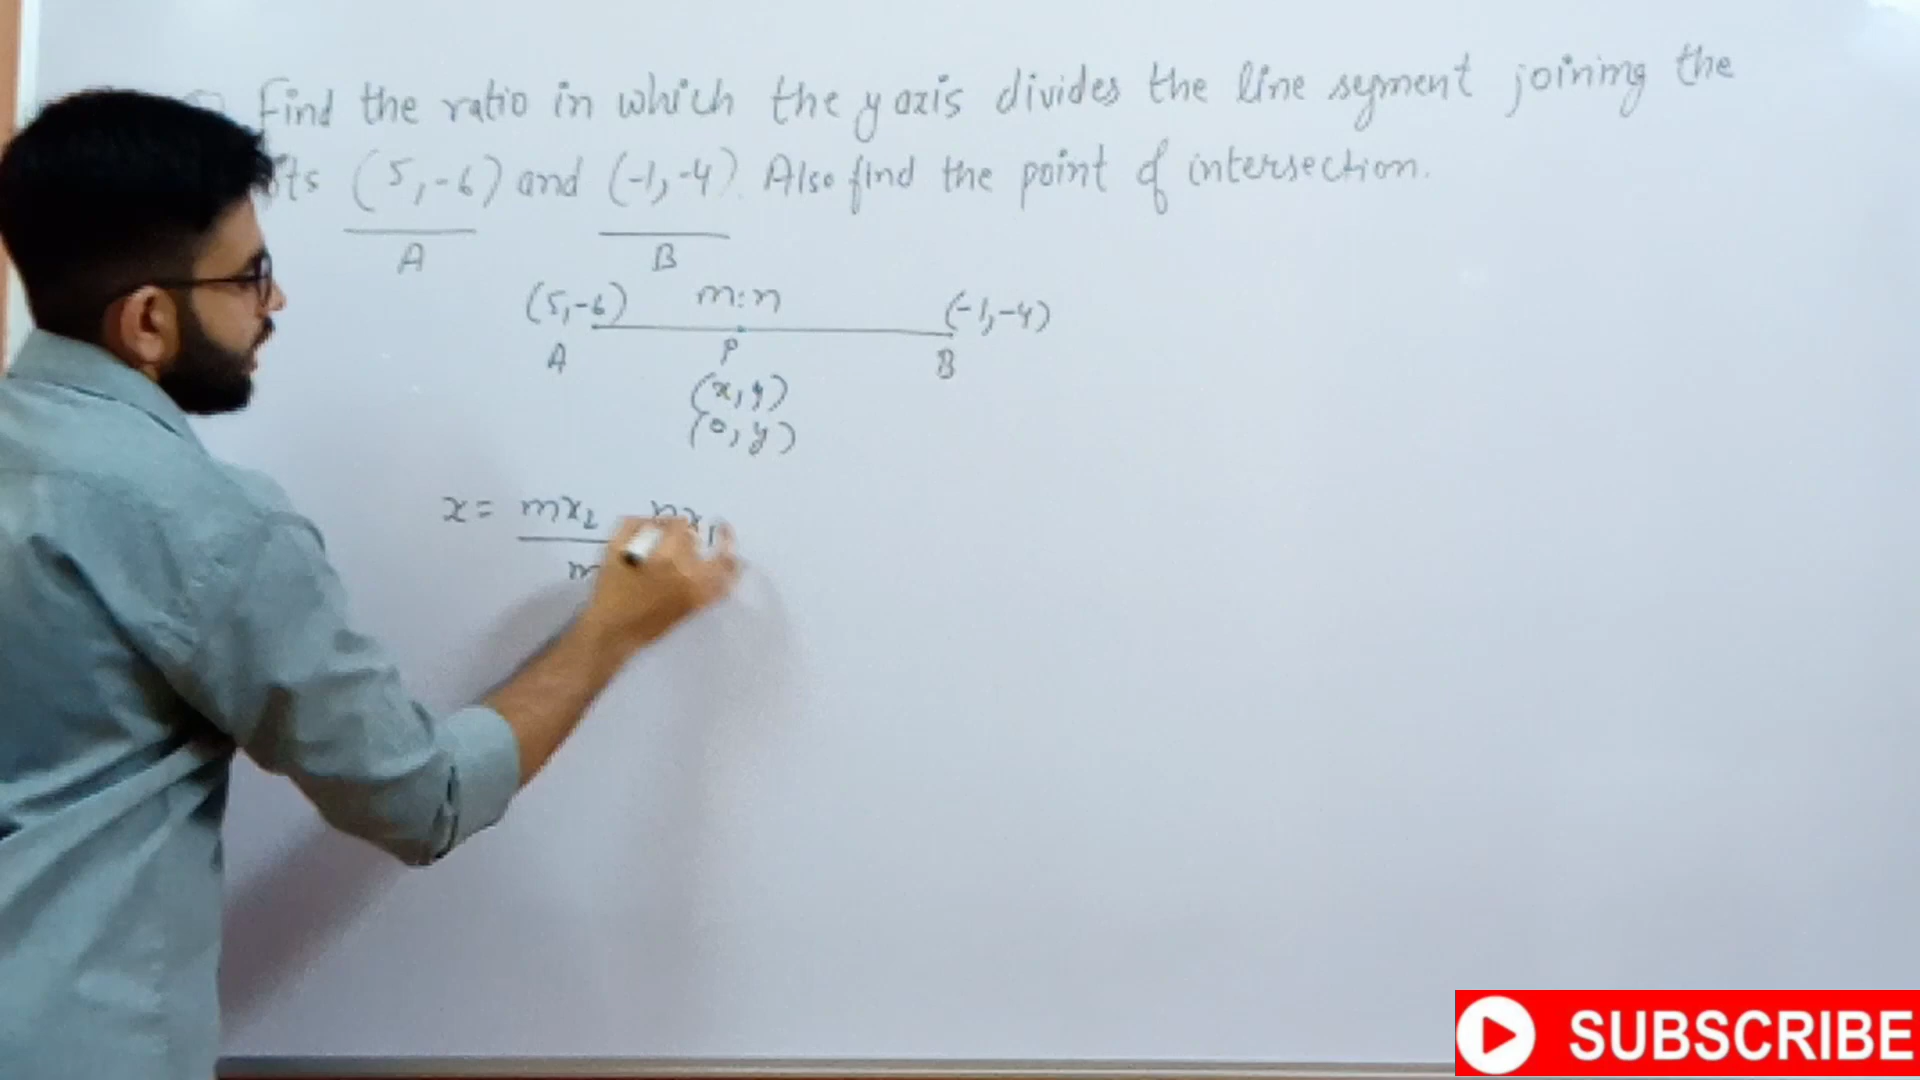 Find the ratio in which the y axis divides the line segment joining the
(5,-6) and (-1,-4). Also find the point of intersection.
A B
(5,-6) m:n (-1,-4)
A P B
(x,y)
(0,y)
x = mx₂ nx₁
m
SUBSCRIBE